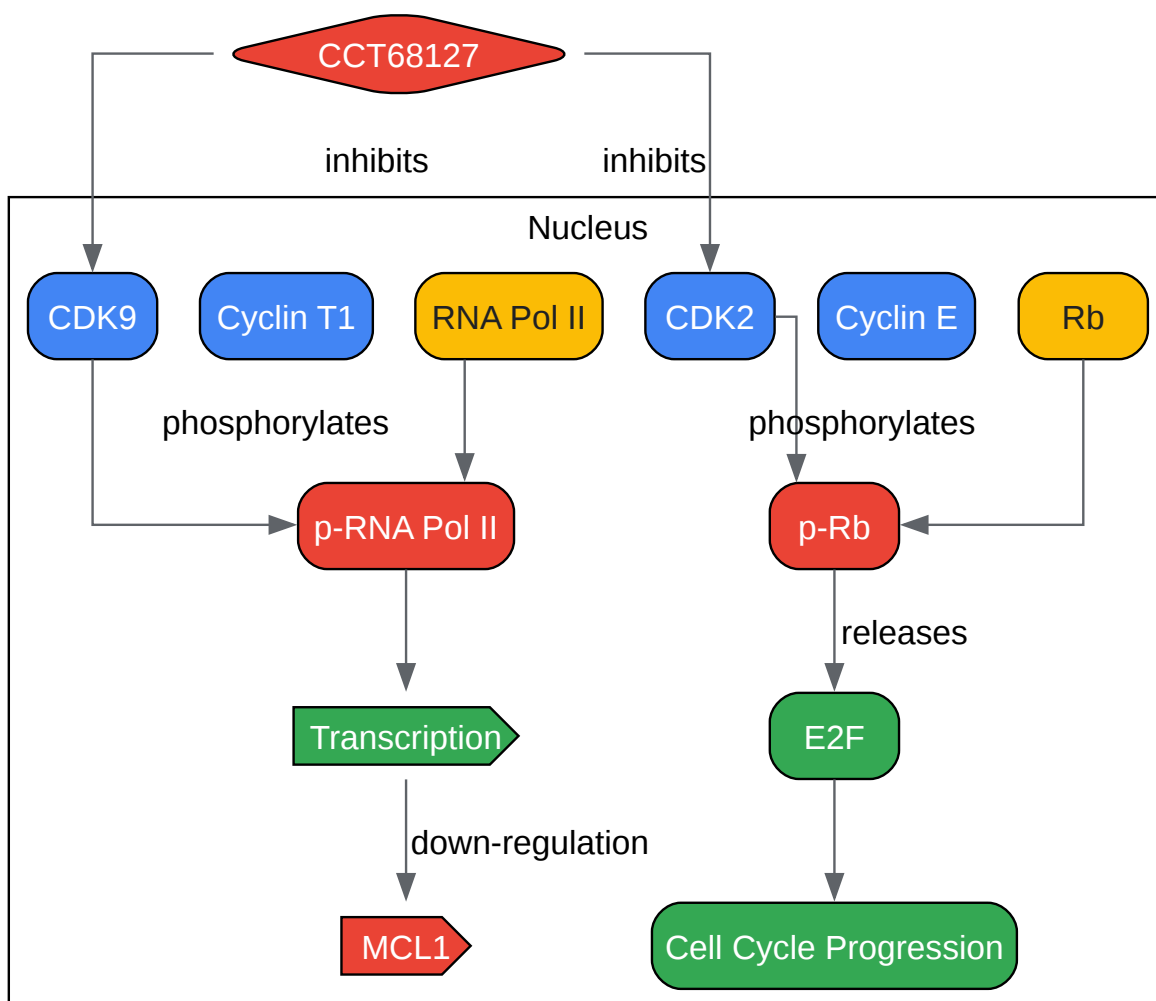 CCT68127
inhibits
inhibits
Nucleus
CDK9
Cyclin T1
RNA Pol II
CDK2
Cyclin E
Rb
phosphorylates
phosphorylates
p-RNA Pol II
p-Rb
releases
Transcription
E2F
down-regulation
MCL1
Cell Cycle Progression